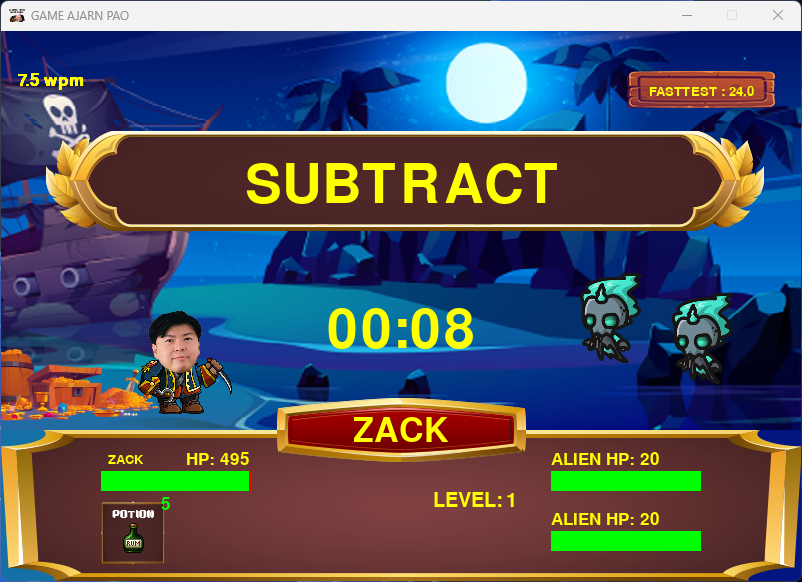 GAME AJARN PAO
7.5 wpm
FASTTEST : 24.0
SUBTRACT
00:08
ZACK
ZACK
HP: 495
ALIEN HP: 20
5
POTION
RUM
LEVEL: 1
ALIEN HP: 20